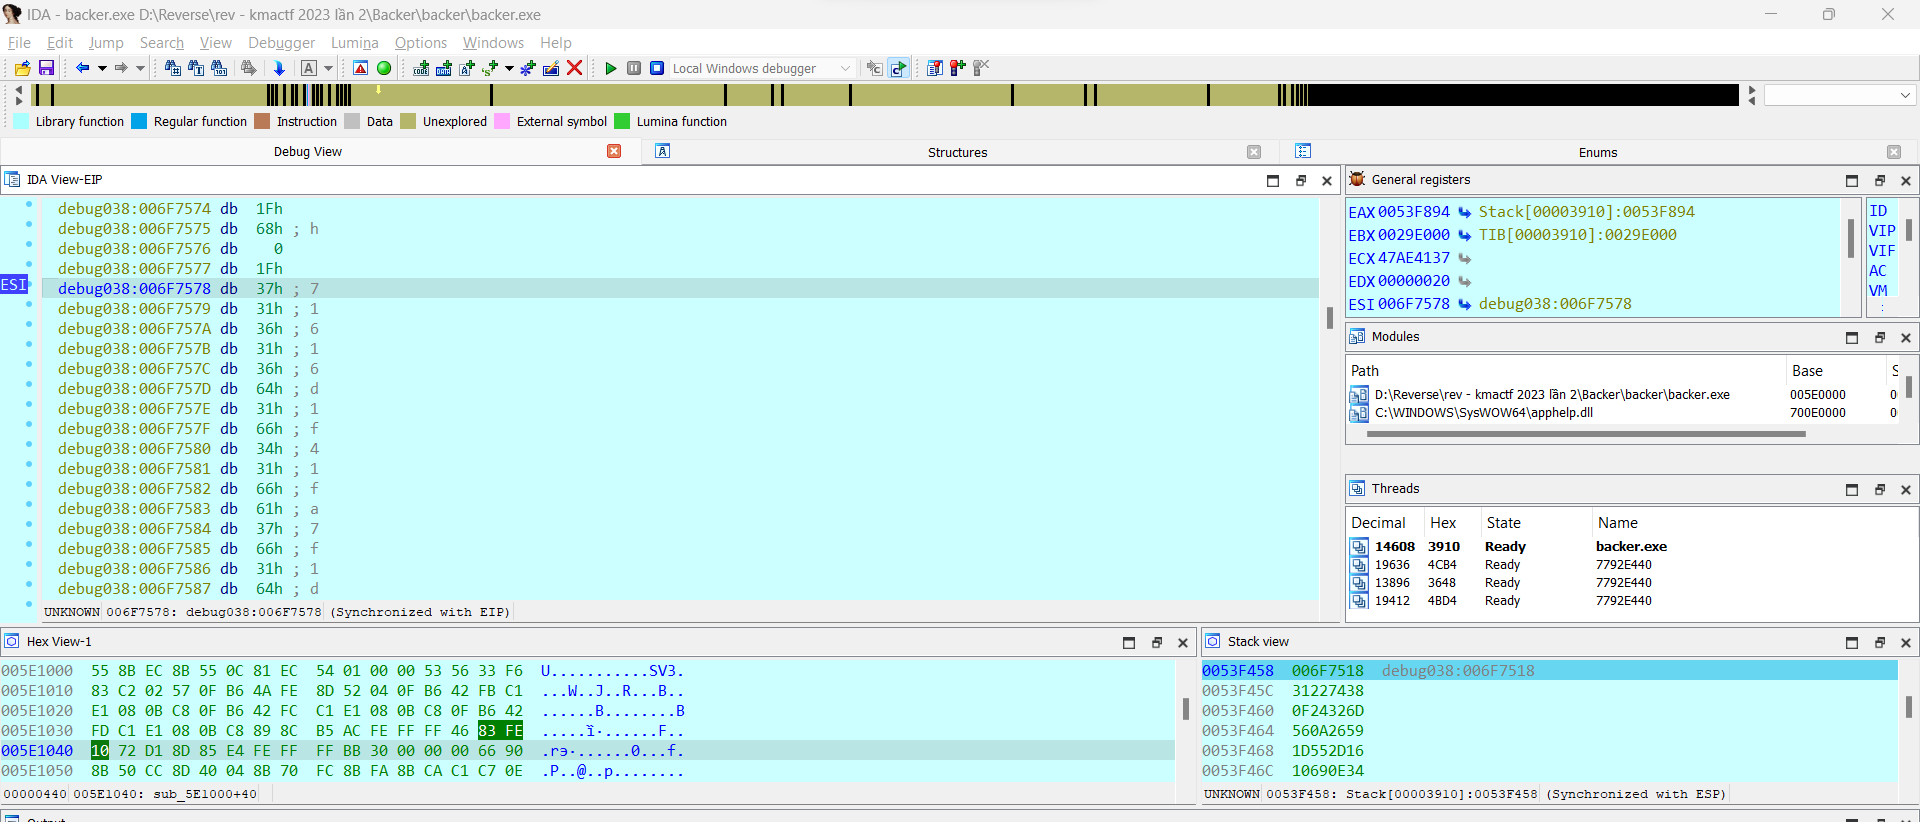 IDA - backer.exe D:\Reverse\rev - kmactf 2023 lần 2\Backer\backer\backer.exe
File Edit Jump Search View Debugger Lumina Options Windows Help
Local Windows debugger
Library function Regular function Instruction Data Unexplored External symbol Lumina function
Debug View Structures Enums
IDA View-EIP
debug038:006F7574 db 1Fh
debug038:006F7575 db 68h ; h
debug038:006F7576 db 0
debug038:006F7577 db 1Fh
ESI debug038:006F7578 db 37h ; 7
debug038:006F7579 db 31h ; 1
debug038:006F757A db 36h ; 6
debug038:006F757B db 31h ; 1
debug038:006F757C db 36h ; 6
debug038:006F757D db 64h ; d
debug038:006F757E db 31h ; 1
debug038:006F757F db 66h ; f
debug038:006F7580 db 34h ; 4
debug038:006F7581 db 31h ; 1
debug038:006F7582 db 66h ; f
debug038:006F7583 db 61h ; a
debug038:006F7584 db 37h ; 7
debug038:006F7585 db 66h ; f
debug038:006F7586 db 31h ; 1
debug038:006F7587 db 64h ; d
UNKNOWN 006F7578: debug038:006F7578 (Synchronized with EIP)
General registers
EAX 0053F894 Stack[00003910]:0053F894
EBX 0029E000 TIB[00003910]:0029E000
ECX 47AE4137
EDX 00000020
ESI 006F7578 debug038:006F7578
ID
VIP
VIF
AC
VM
Modules
Path Base S
D:\Reverse\rev - kmactf 2023 lần 2\Backer\backer\backer.exe 005E0000 0
C:\WINDOWS\SysWOW64\apphelp.dll 700E0000 0
Threads
Decimal Hex State Name
14608 3910 Ready backer.exe
19636 4CB4 Ready 7792E440
13896 3648 Ready 7792E440
19412 4BD4 Ready 7792E440
Hex View-1
005E1000 55 8B EC 8B 55 0C 81 EC 54 01 00 00 53 56 33 F6 U...........SV3.
005E1010 83 C2 02 57 0F B6 4A FE 8D 52 04 0F B6 42 FB C1 ...W..J..R...B..
005E1020 E1 08 0B C8 0F B6 42 FC C1 E1 08 0B C8 0F B6 42 ......B........B
005E1030 FD C1 E1 08 0B C8 89 8C B5 AC FE FF FF 46 83 FE
005E1040 10 72 D1 8D 85 E4 FE FF FF BB 30 00 00 00 66 90
005E1050 8B 50 CC 8D 40 04 8B 70 FC 8B FA 8B CA C1 C7 0E .P..@..p........
00000440 005E1040: sub_5E1000+40
Stack view
0053F458 006F7518 debug038:006F7518
0053F45C 31227438
0053F460 0F24326D
0053F464 560A2659
0053F468 1D552D16
0053F46C 10690E34
UNKNOWN 0053F458: Stack[00003910]:0053F458 (Synchronized with ESP)